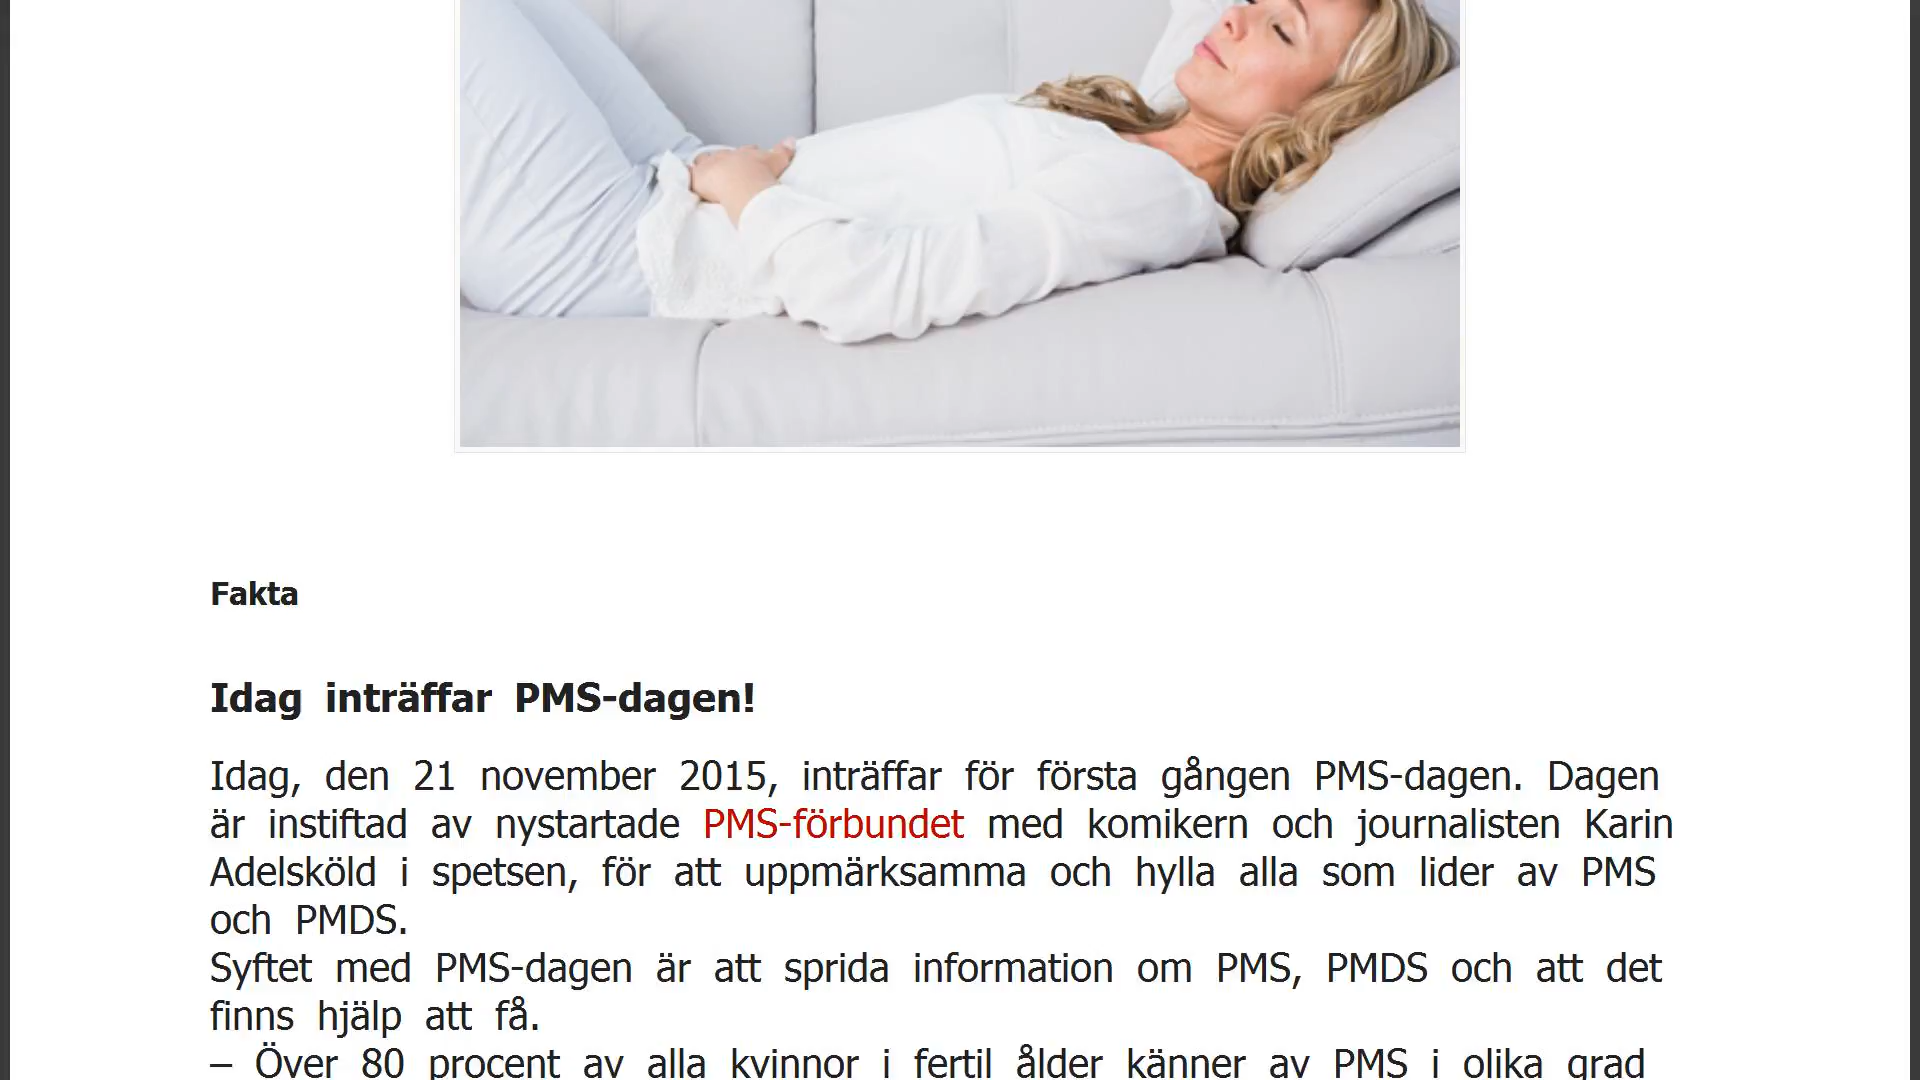 Fakta
Idag inträffar PMS-dagen!
Idag, den 21 november 2015, inträffar för första gången PMS-dagen. Dagen
är instiftad av nystartade PMS-förbundet med komikern och journalisten Karin
Adelsköld i spetsen, för att uppmärksamma och hylla alla som lider av PMS
och PMDS.
Syftet med PMS-dagen är att sprida information om PMS, PMDS och att det
finns hjälp att få.
– Över 80 procent av alla kvinnor i fertil ålder känner av PMS i olika grad